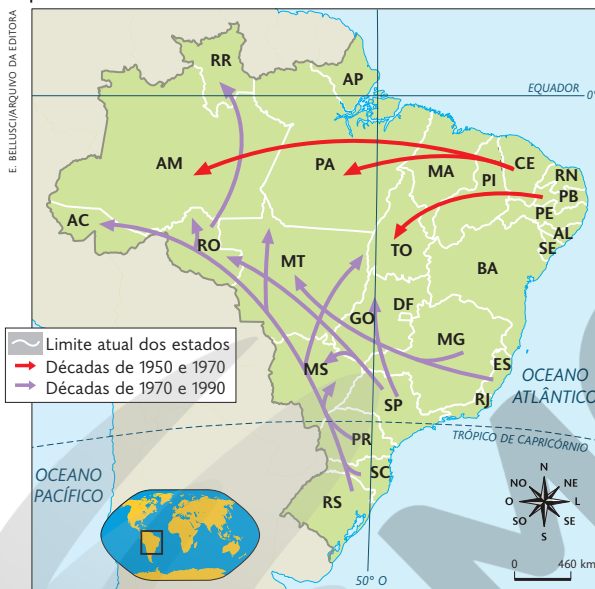 E. BELLUSCI/ARQUIVO DA EDITORA
RR
AP
EQUADOR
0°
AM
PA
MA
CE
RN
PI
PB
PE
AC
AL
TO
SE
RO
BA
MT
DF
GO
MG
Limite atual dos estados
Décadas de 1950 e 1970
Décadas de 1970 e 1990
MS
ES
OCEANO
ATLÂNTICO
SP
RJ
TRÓPICO DE CAPRICÓRNIO
PR
SC
OCEANO
PACÍFICO
RS
N
NO
NE
O
L
SO
SE
S
0
460 km
50° O